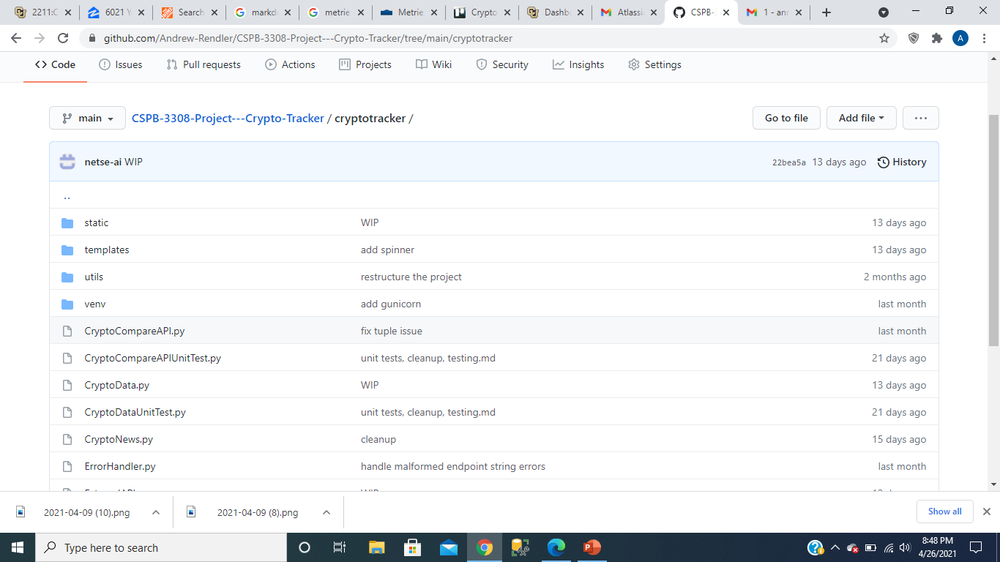 2211:C
6021 Y
Search
markd
metrie
Metrie
Crypto
Dashb
Atlassi
CSPB-
1 - ann
github.com/Andrew-Rendler/CSPB-3308-Project---Crypto-Tracker/tree/main/cryptotracker
A
Code Issues Pull requests Actions Projects Wiki Security Insights Settings
main CSPB-3308-Project---Crypto-Tracker / cryptotracker / Go to file Add file ...
netse-ai WIP 22bea5a 13 days ago History
..
static WIP 13 days ago
templates add spinner 13 days ago
utils restructure the project 2 months ago
venv add gunicorn last month
CryptoCompareAPI.py fix tuple issue last month
CryptoCompareAPIUnitTest.py unit tests, cleanup, testing.md 21 days ago
CryptoData.py WIP 13 days ago
CryptoDataUnitTest.py unit tests, cleanup, testing.md 21 days ago
CryptoNews.py cleanup 15 days ago
ErrorHandler.py handle malformed endpoint string errors last month
2021-04-09 (10).png 2021-04-09 (8).png Show all
Type here to search
8:48 PM
4/26/2021